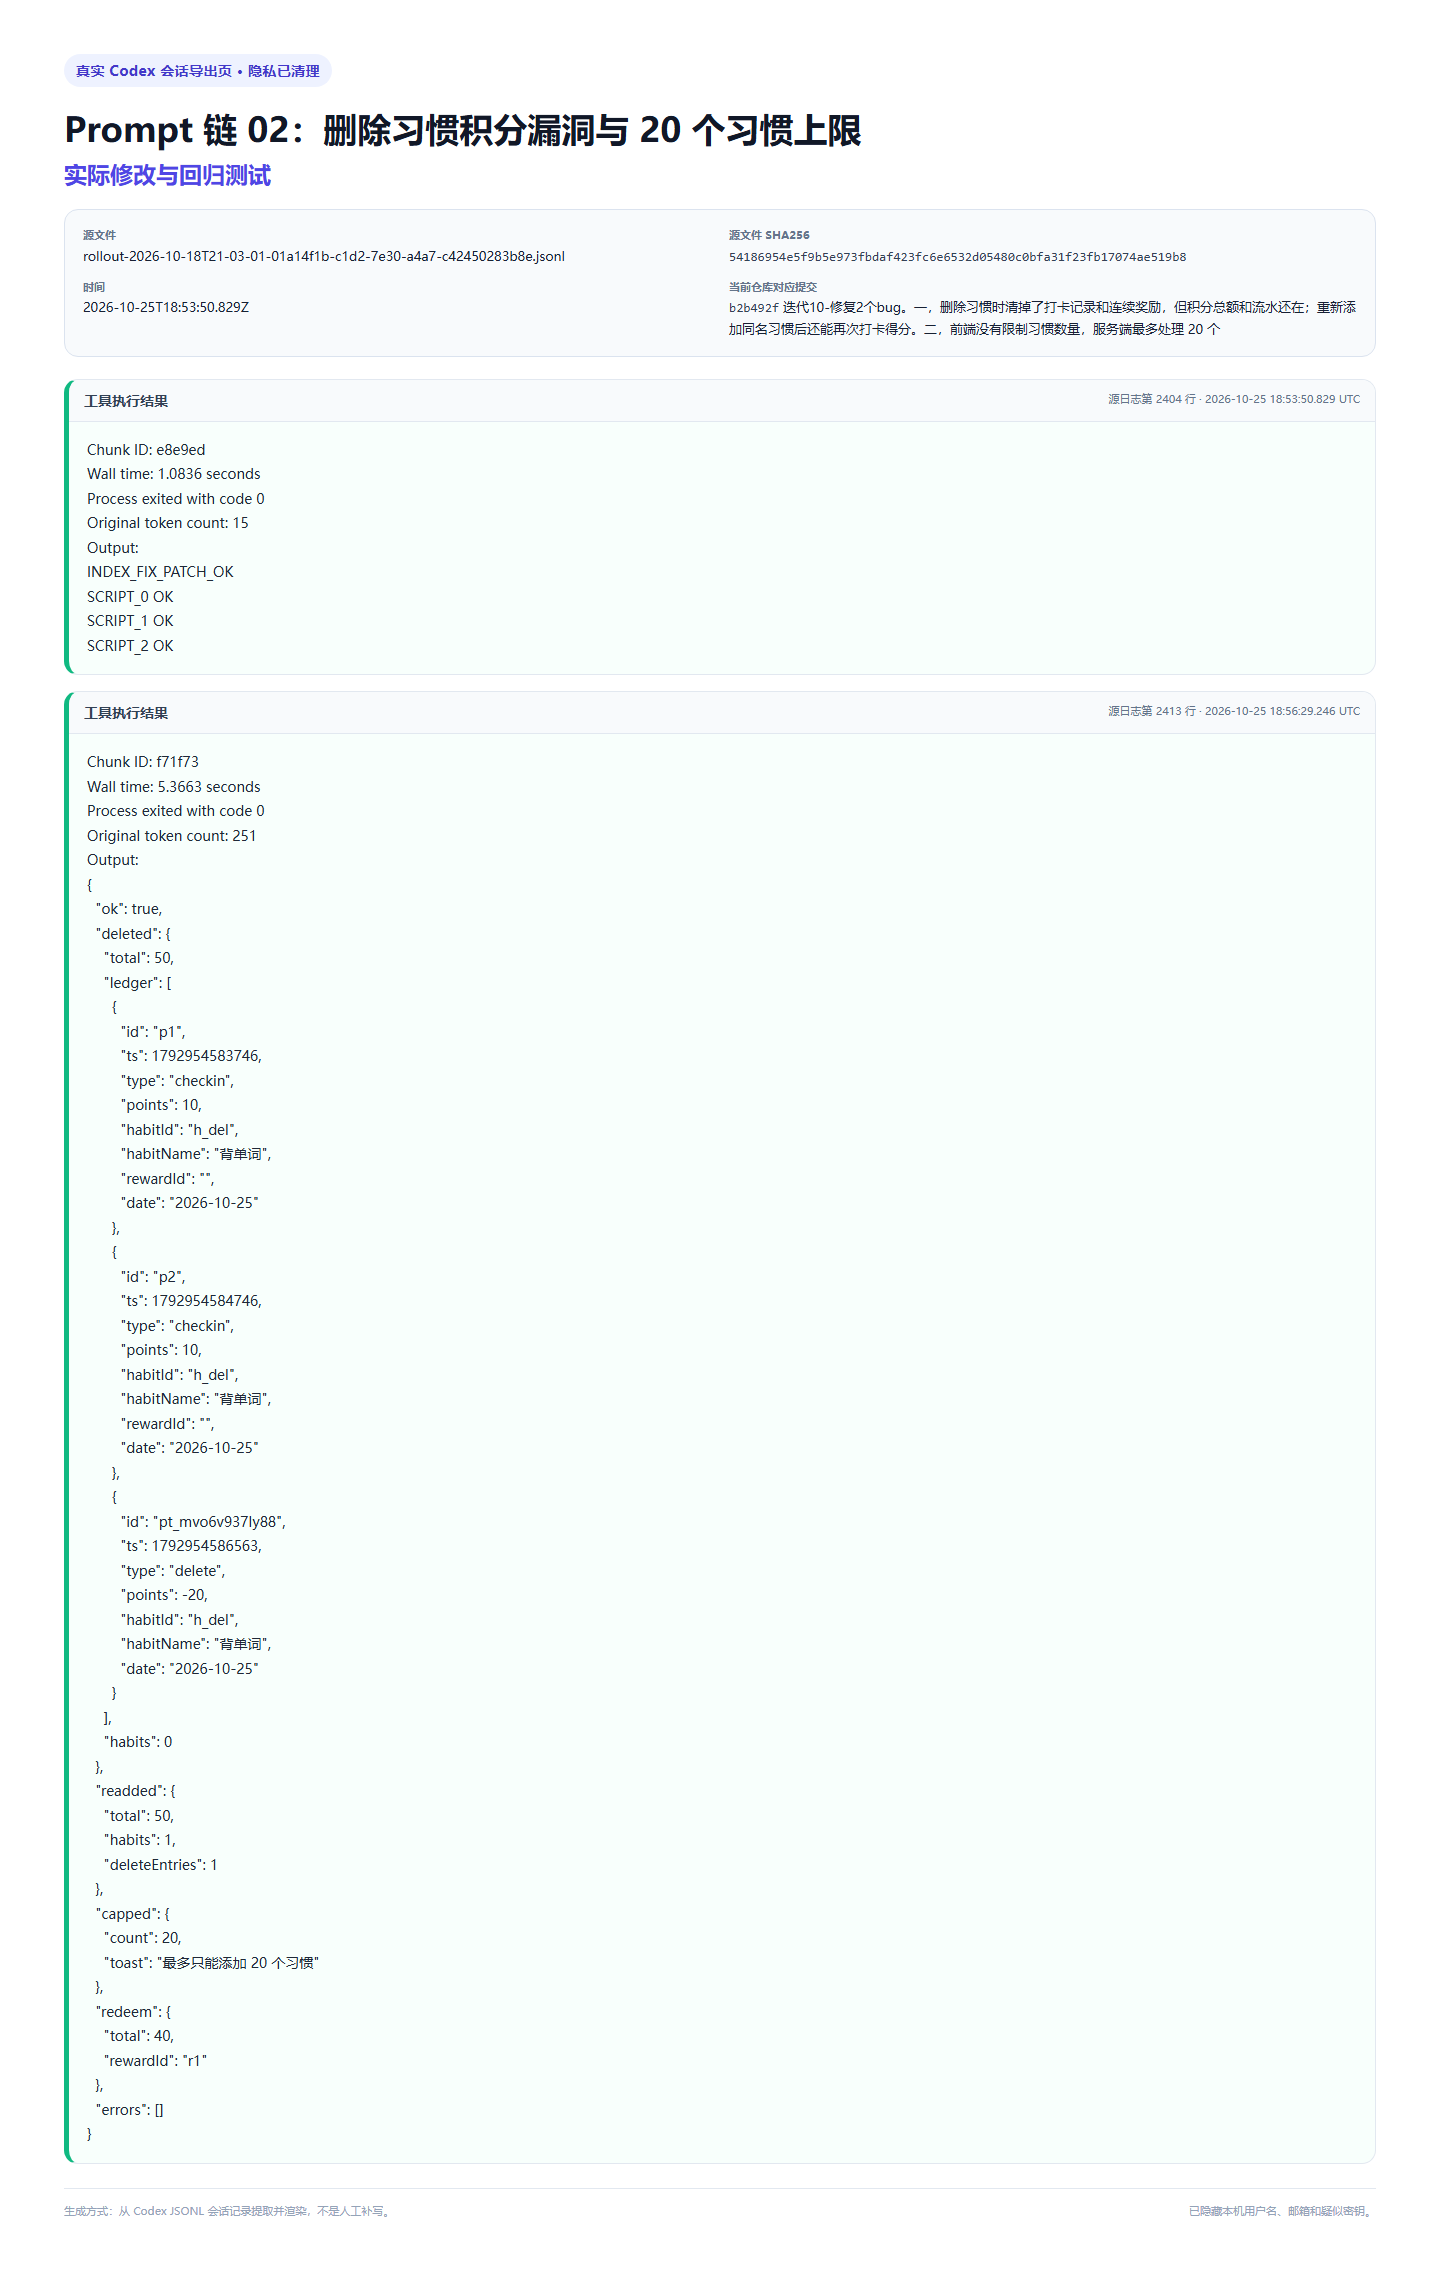 真实 Codex 会话导出页 • 隐私已清理
Prompt 链 02：删除习惯积分漏洞与 20 个习惯上限
实际修改与回归测试
源文件
rollout-2026-10-18T21-03-01-01a14f1b-c1d2-7e30-a4a7-c42450283b8e.jsonl
源文件 SHA256
54186954e5f9b5e973fbdaf423fc6e6532d05480c0bfa31f23fb17074ae519b8
时间
2026-10-25T18:53:50.829Z
当前仓库对应提交
b2b492f 迭代10-修复2个bug。一，删除习惯时清掉了打卡记录和连续奖励，但积分总额和流水还在；重新添
加同名习惯后还能再次打卡得分。二，前端没有限制习惯数量，服务端最多处理 20 个
工具执行结果
源日志第 2404 行 · 2026-10-25 18:53:50.829 UTC
Chunk ID: e8e9ed
Wall time: 1.0836 seconds
Process exited with code 0
Original token count: 15
Output:
INDEX_FIX_PATCH_OK
SCRIPT_0 OK
SCRIPT_1 OK
SCRIPT_2 OK
工具执行结果
源日志第 2413 行 · 2026-10-25 18:56:29.246 UTC
Chunk ID: f71f73
Wall time: 5.3663 seconds
Process exited with code 0
Original token count: 251
Output:
{
"ok": true,
"deleted": {
"total": 50,
"ledger": [
{
"id": "p1",
"ts": 1792954583746,
"type": "checkin",
"points": 10,
"habitId": "h_del",
"habitName": "背单词",
"rewardId": "",
"date": "2026-10-25"
},
{
"id": "p2",
"ts": 1792954584746,
"type": "checkin",
"points": 10,
"habitId": "h_del",
"habitName": "背单词",
"rewardId": "",
"date": "2026-10-25"
},
{
"id": "pt_mvo6v937ly88",
"ts": 1792954586563,
"type": "delete",
"points": -20,
"habitId": "h_del",
"habitName": "背单词",
"date": "2026-10-25"
}
],
"habits": 0
},
"readded": {
"total": 50,
"habits": 1,
"deleteEntries": 1
},
"capped": {
"count": 20,
"toast": "最多只能添加 20 个习惯"
},
"redeem": {
"total": 40,
"rewardId": "r1"
},
"errors": []
}
生成方式：从 Codex JSONL 会话记录提取并渲染，不是人工补写。
已隐藏本机用户名、邮箱和疑似密钥。